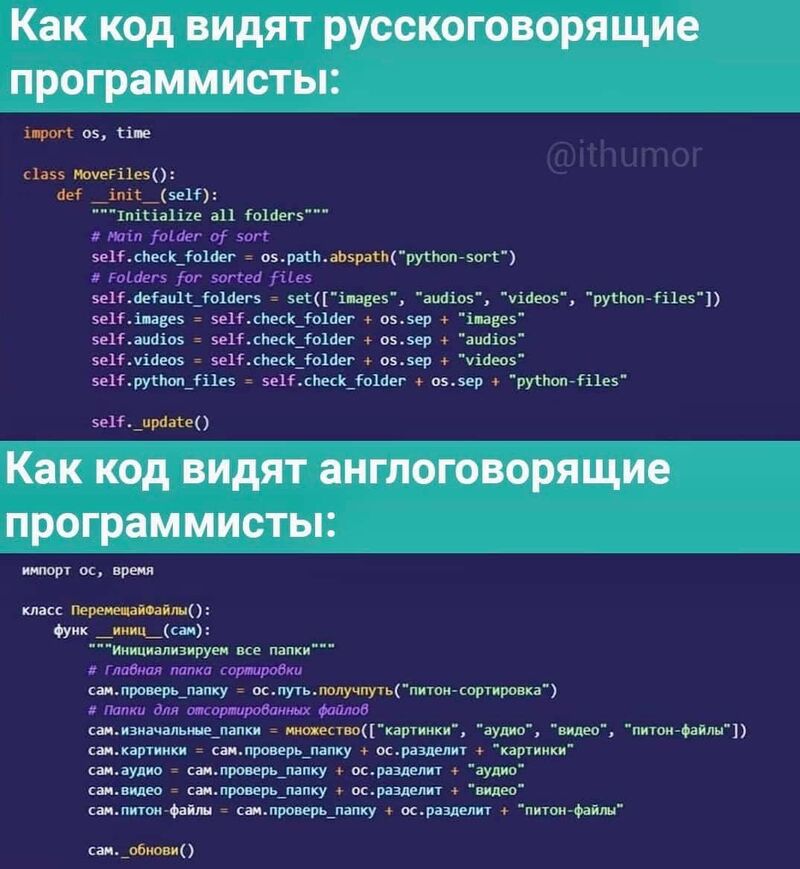 Как код видят русскоговорящие
программисты:
import os, time
@ithumor
class MoveFiles():
def __init__(self):
"""Initialize all folders"""
# Main folder of sort
self.check_folder = os.path.abspath("python-sort")
# Folders for sorted files
self.default_folders = set(["images", "audios", "videos", "python-files"])
self.images = self.check_folder + os.sep + "images"
self.audios = self.check_folder + os.sep + "audios"
self.videos = self.check_folder + os.sep + "videos"
self.python_files = self.check_folder + os.sep + "python-files"
self._update()
Как код видят англоговорящие
программисты:
импорт ос, время
класс ПеремещайФайлы():
функ __иниц__(сам):
"""Инициализируем все папки"""
# Главная папка сортировки
сам.проверь_папку = ос.путь.получпуть("питон-сортировка")
# Папки для отсортированных файлов
сам.изначальные_папки = множество(["картинки", "аудио", "видео", "питон-файлы"])
сам.картинки = сам.проверь_папку + ос.разделит + "картинки"
сам.аудио = сам.проверь_папку + ос.разделит + "аудио"
сам.видео = сам.проверь_папку + ос.разделит + "видео"
сам.питон-файлы = сам.проверь_папку + ос.разделит + "питон-файлы"
сам._обнови()